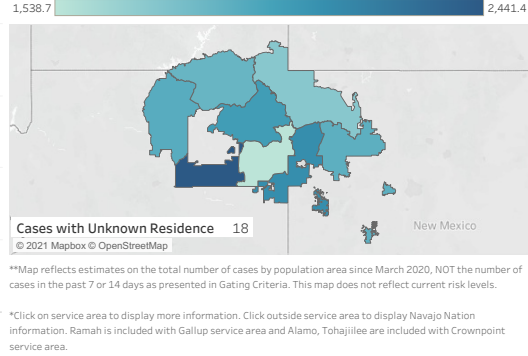 1,538.7 2,441.4
New Mexico
Cases with Unknown Residence 18
© 2021 Mapbox © OpenStreetMap
**Map reflects estimates on the total number of cases by population area since March 2020, NOT the number of
cases in the past 7 or 14 days as presented in Gating Criteria. This map does not reflect current risk levels.
*Click on service area to display more information. Click outside service area to display Navajo Nation
information. Ramah is included with Gallup service area and Alamo, Tohajiilee are included with Crownpoint
service area.